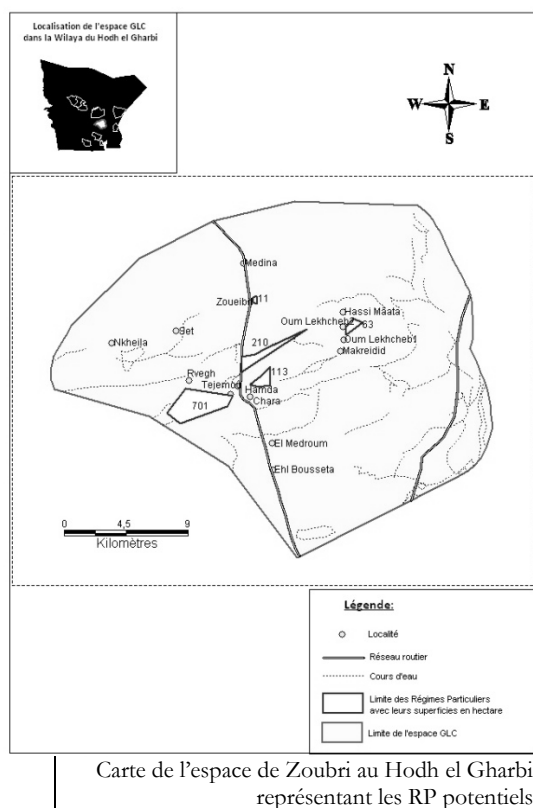 Localisation de l'espace GLC
dans la Wilaya du Hodh el Gharbi
N
W E
S
Medina
Zoueibri 11
Hassi Mâata
Oum Lekhcheb2 63
Oum Lekhcheb1
Makreidid
Nkheila
210
113
Rvegh
Hamda
Chara
701
El Medroum
Ehl Bousseta
0 4,5 9
Kilomètres
Légende:
Localité
Réseau routier
Cours d'eau
Limite des Régimes Particuliers
avec leurs superficies en hectare
Limite de l'espace GLC
Carte de l'espace de Zoubri au Hodh el Gharbi
représentant les RP potentiels